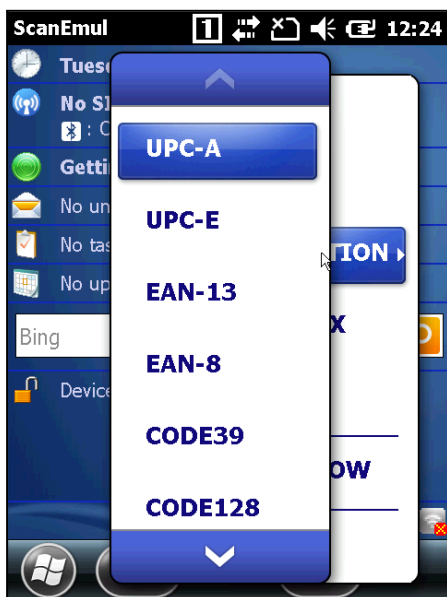 ScanEmul 1 12:24
Tues
No SI
: C
Getti
No un
No tas
No up
Bing
Device
UPC-A
UPC-E
EAN-13
EAN-8
CODE39
CODE128
TION
X
OW